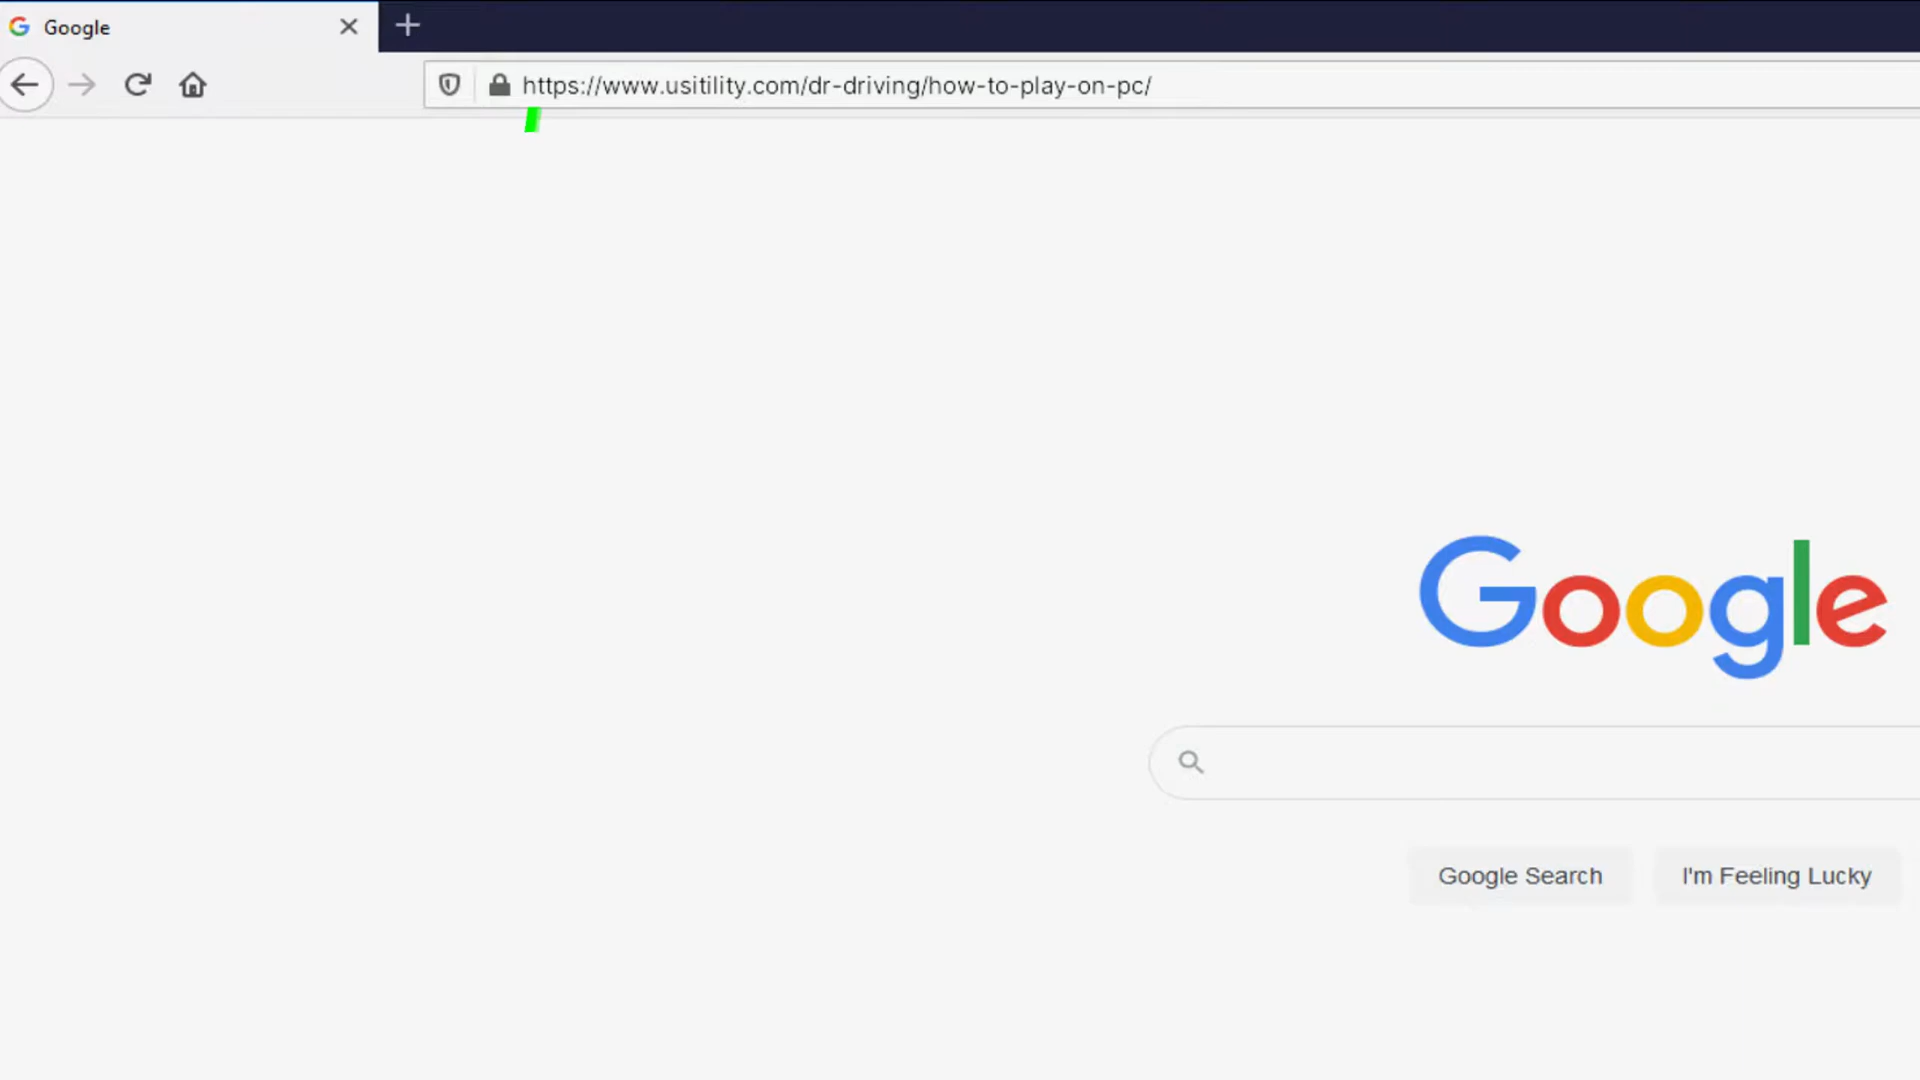 Google
https://www.usitility.com/dr-driving/how-to-play-on-pc/
Google
Google Search
I'm Feeling Lucky